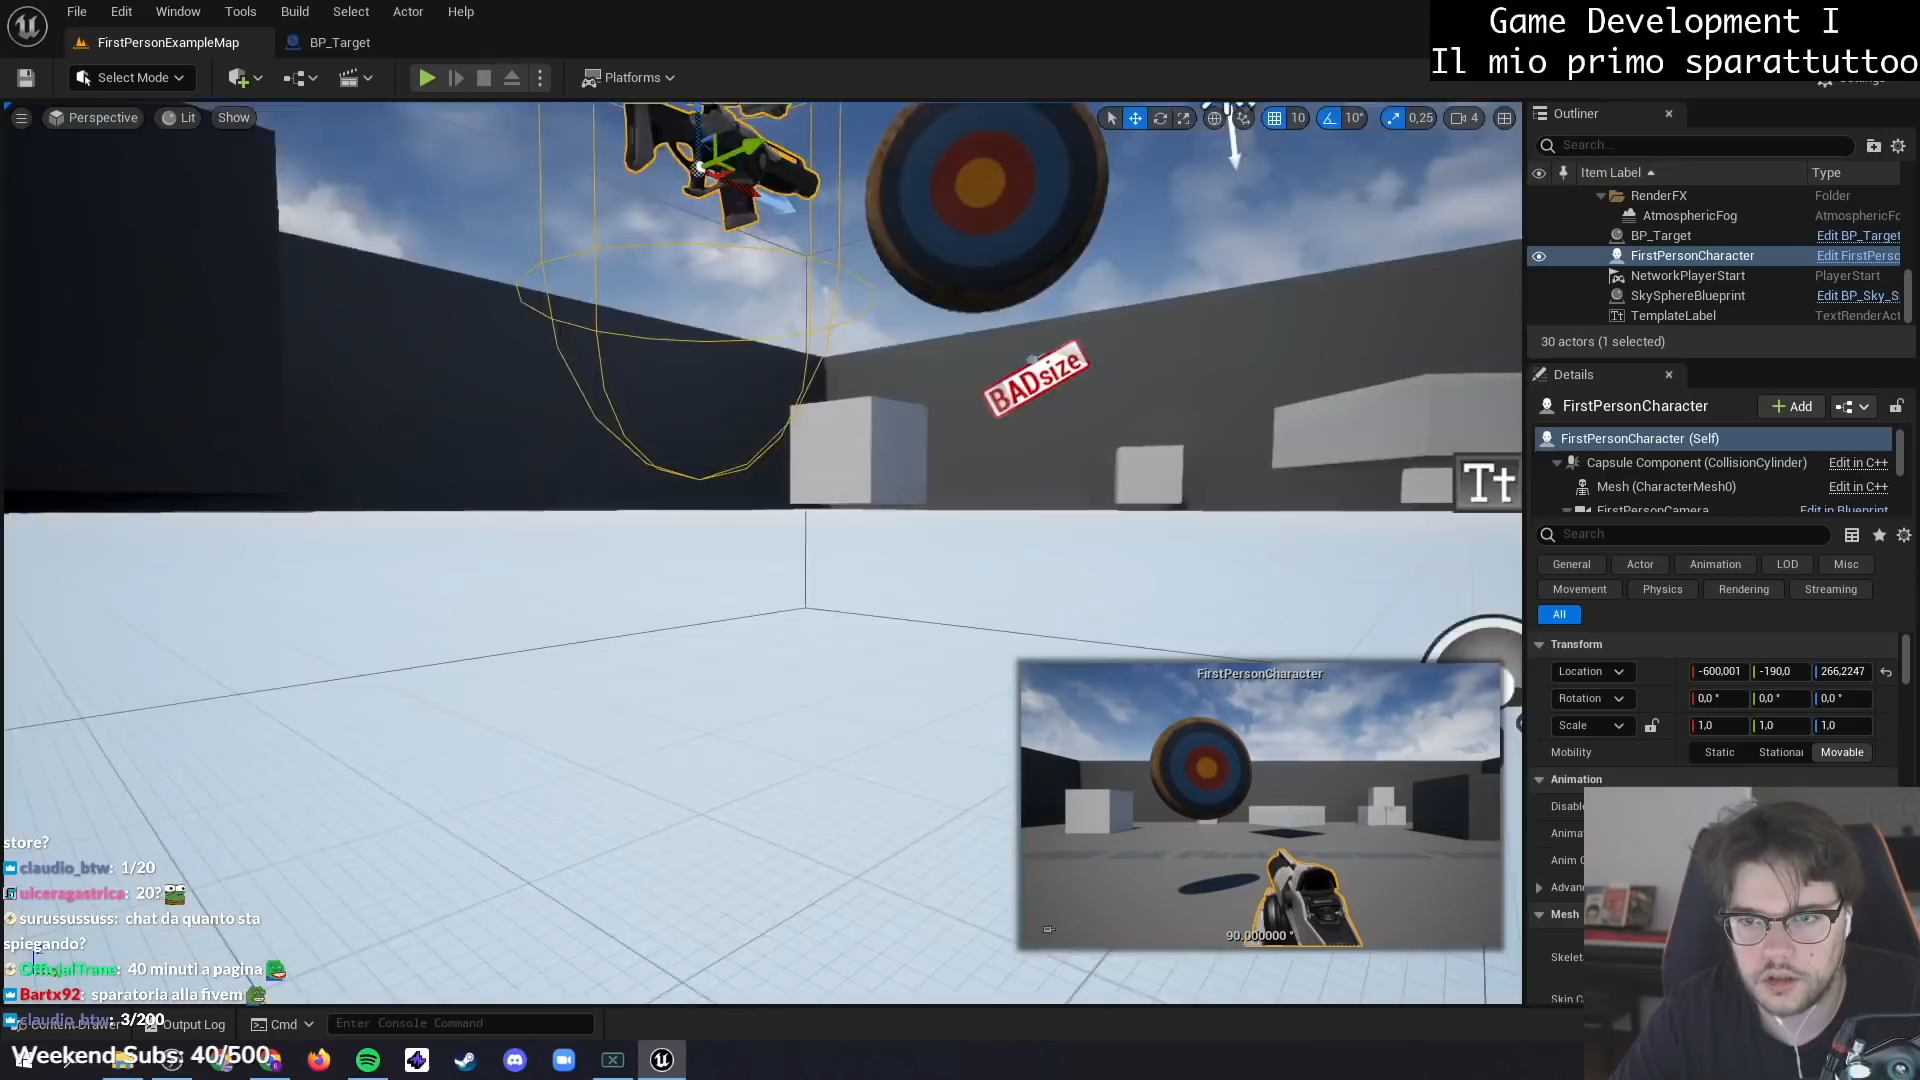 File Edit Window Tools Build Select Actor Help
Game Development I
Il mio primo sparattuttoo
FirstPersonExampleMap
BP_Target
Select Mode
Platforms
Perspective
Lit
Show
10
10°
0,25
4
Outliner
Search...
Item Label
Type
RenderFX
Folder
AtmosphericFog
AtmosphericFo
BP_Target
Edit BP_Target
FirstPersonCharacter
Edit FirstPerso
NetworkPlayerStart
PlayerStart
SkySphereBlueprint
Edit BP_Sky_S
TemplateLabel
TextRenderAct
30 actors (1 selected)
Details
FirstPersonCharacter
Add
FirstPersonCharacter (Self)
Capsule Component (CollisionCylinder)
Edit in C++
Mesh (CharacterMesh0)
Edit in C++
FirstPersonCamera
Edit in Blueprint
Search
General Actor Animation LOD Misc
Movement Physics Rendering Streaming
All
Transform
Location -600,001 -190,0 266,2247
Rotation 0,0 ° 0,0 ° 0,0 °
Scale 1,0 1,0 1,0
Mobility Static Stationar Movable
Animation
Disable
Anima
Anim C
Advan
Mesh
Skelet
Skin C
BADsize
Tt
FirstPersonCharacter
90.000000 °
store?
claudio_btw: 1/20
ulceragastrica: 20?
surussussuss: chat da quanto sta
spiegando?
OfficialTrane: 40 minuti a pagina
Bartx92: sparatoria alla fivem
claudio_btw: 3/200
Content Drawer
Output Log
Cmd
Enter Console Command
Weekend Subs: 40/500